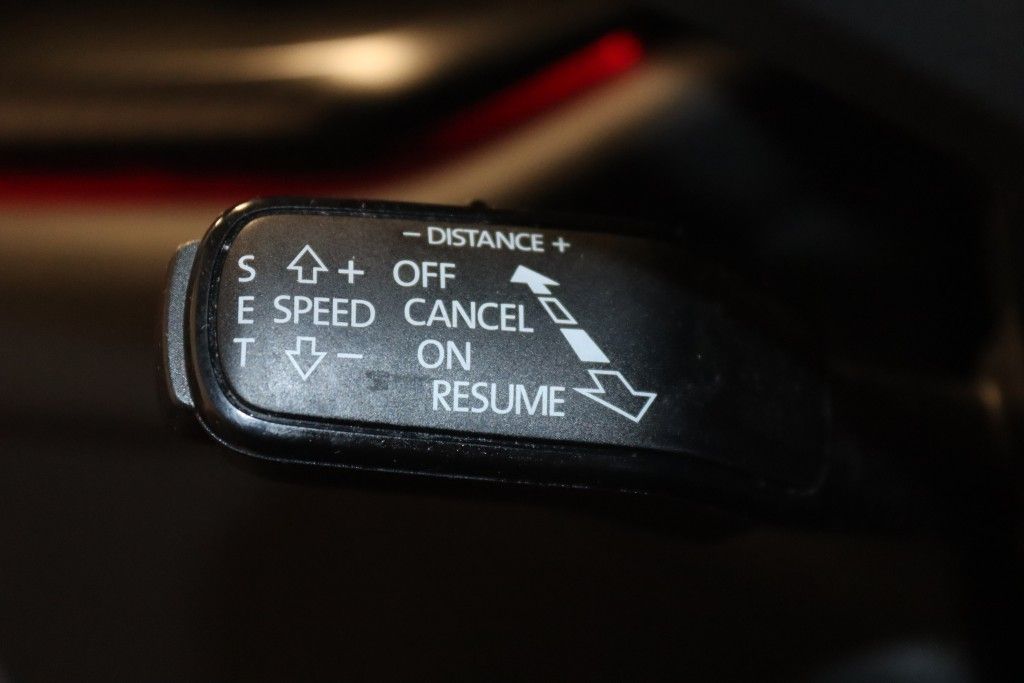 - DISTANCE +
S + OFF
E SPEED CANCEL
T - ON
RESUME